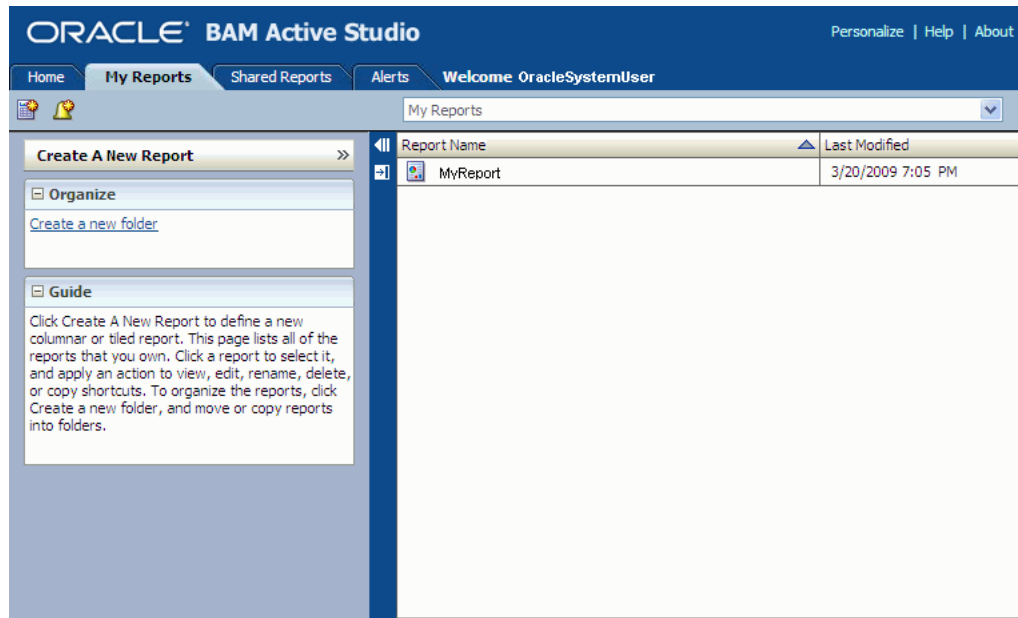 ORACLE BAM Active Studio
Personalize | Help | About
Home My Reports Shared Reports Alerts Welcome OracleSystemUser
My Reports
Create A New Report »
Organize
Create a new folder
Guide
Click Create A New Report to define a new
columnar or tiled report. This page lists all of the
reports that you own. Click a report to select it,
and apply an action to view, edit, rename, delete,
or copy shortcuts. To organize the reports, click
Create a new folder, and move or copy reports
into folders.
Report Name Last Modified
MyReport 3/20/2009 7:05 PM